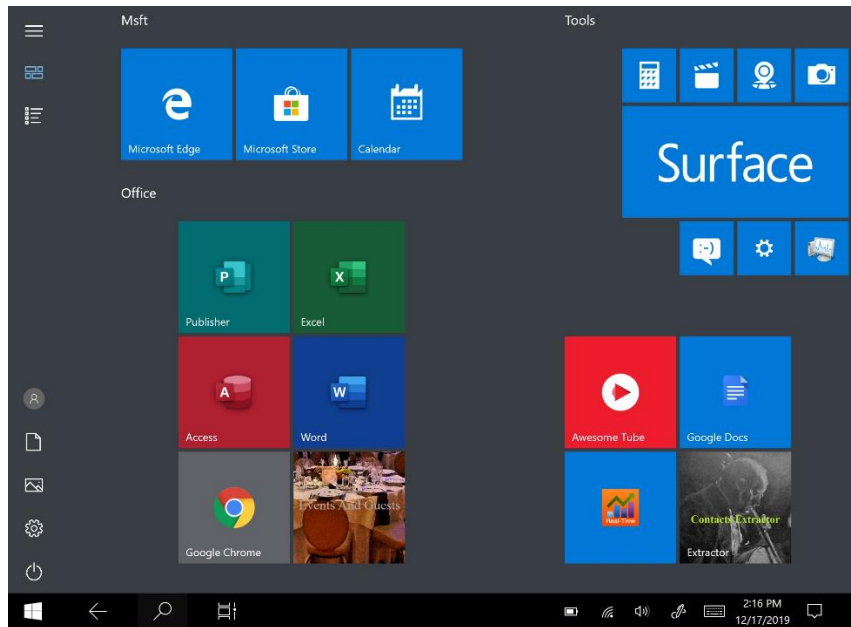 Msft
Tools
Microsoft Edge
Microsoft Store
Calendar
Surface
:-)
Office
P
Publisher
X
Excel
A
Access
W
Word
Awesome Tube
Google Docs
Google Chrome
Events And Guests
Real-Time
Contacts Extractor
Extractor
2:16 PM
12/17/2019